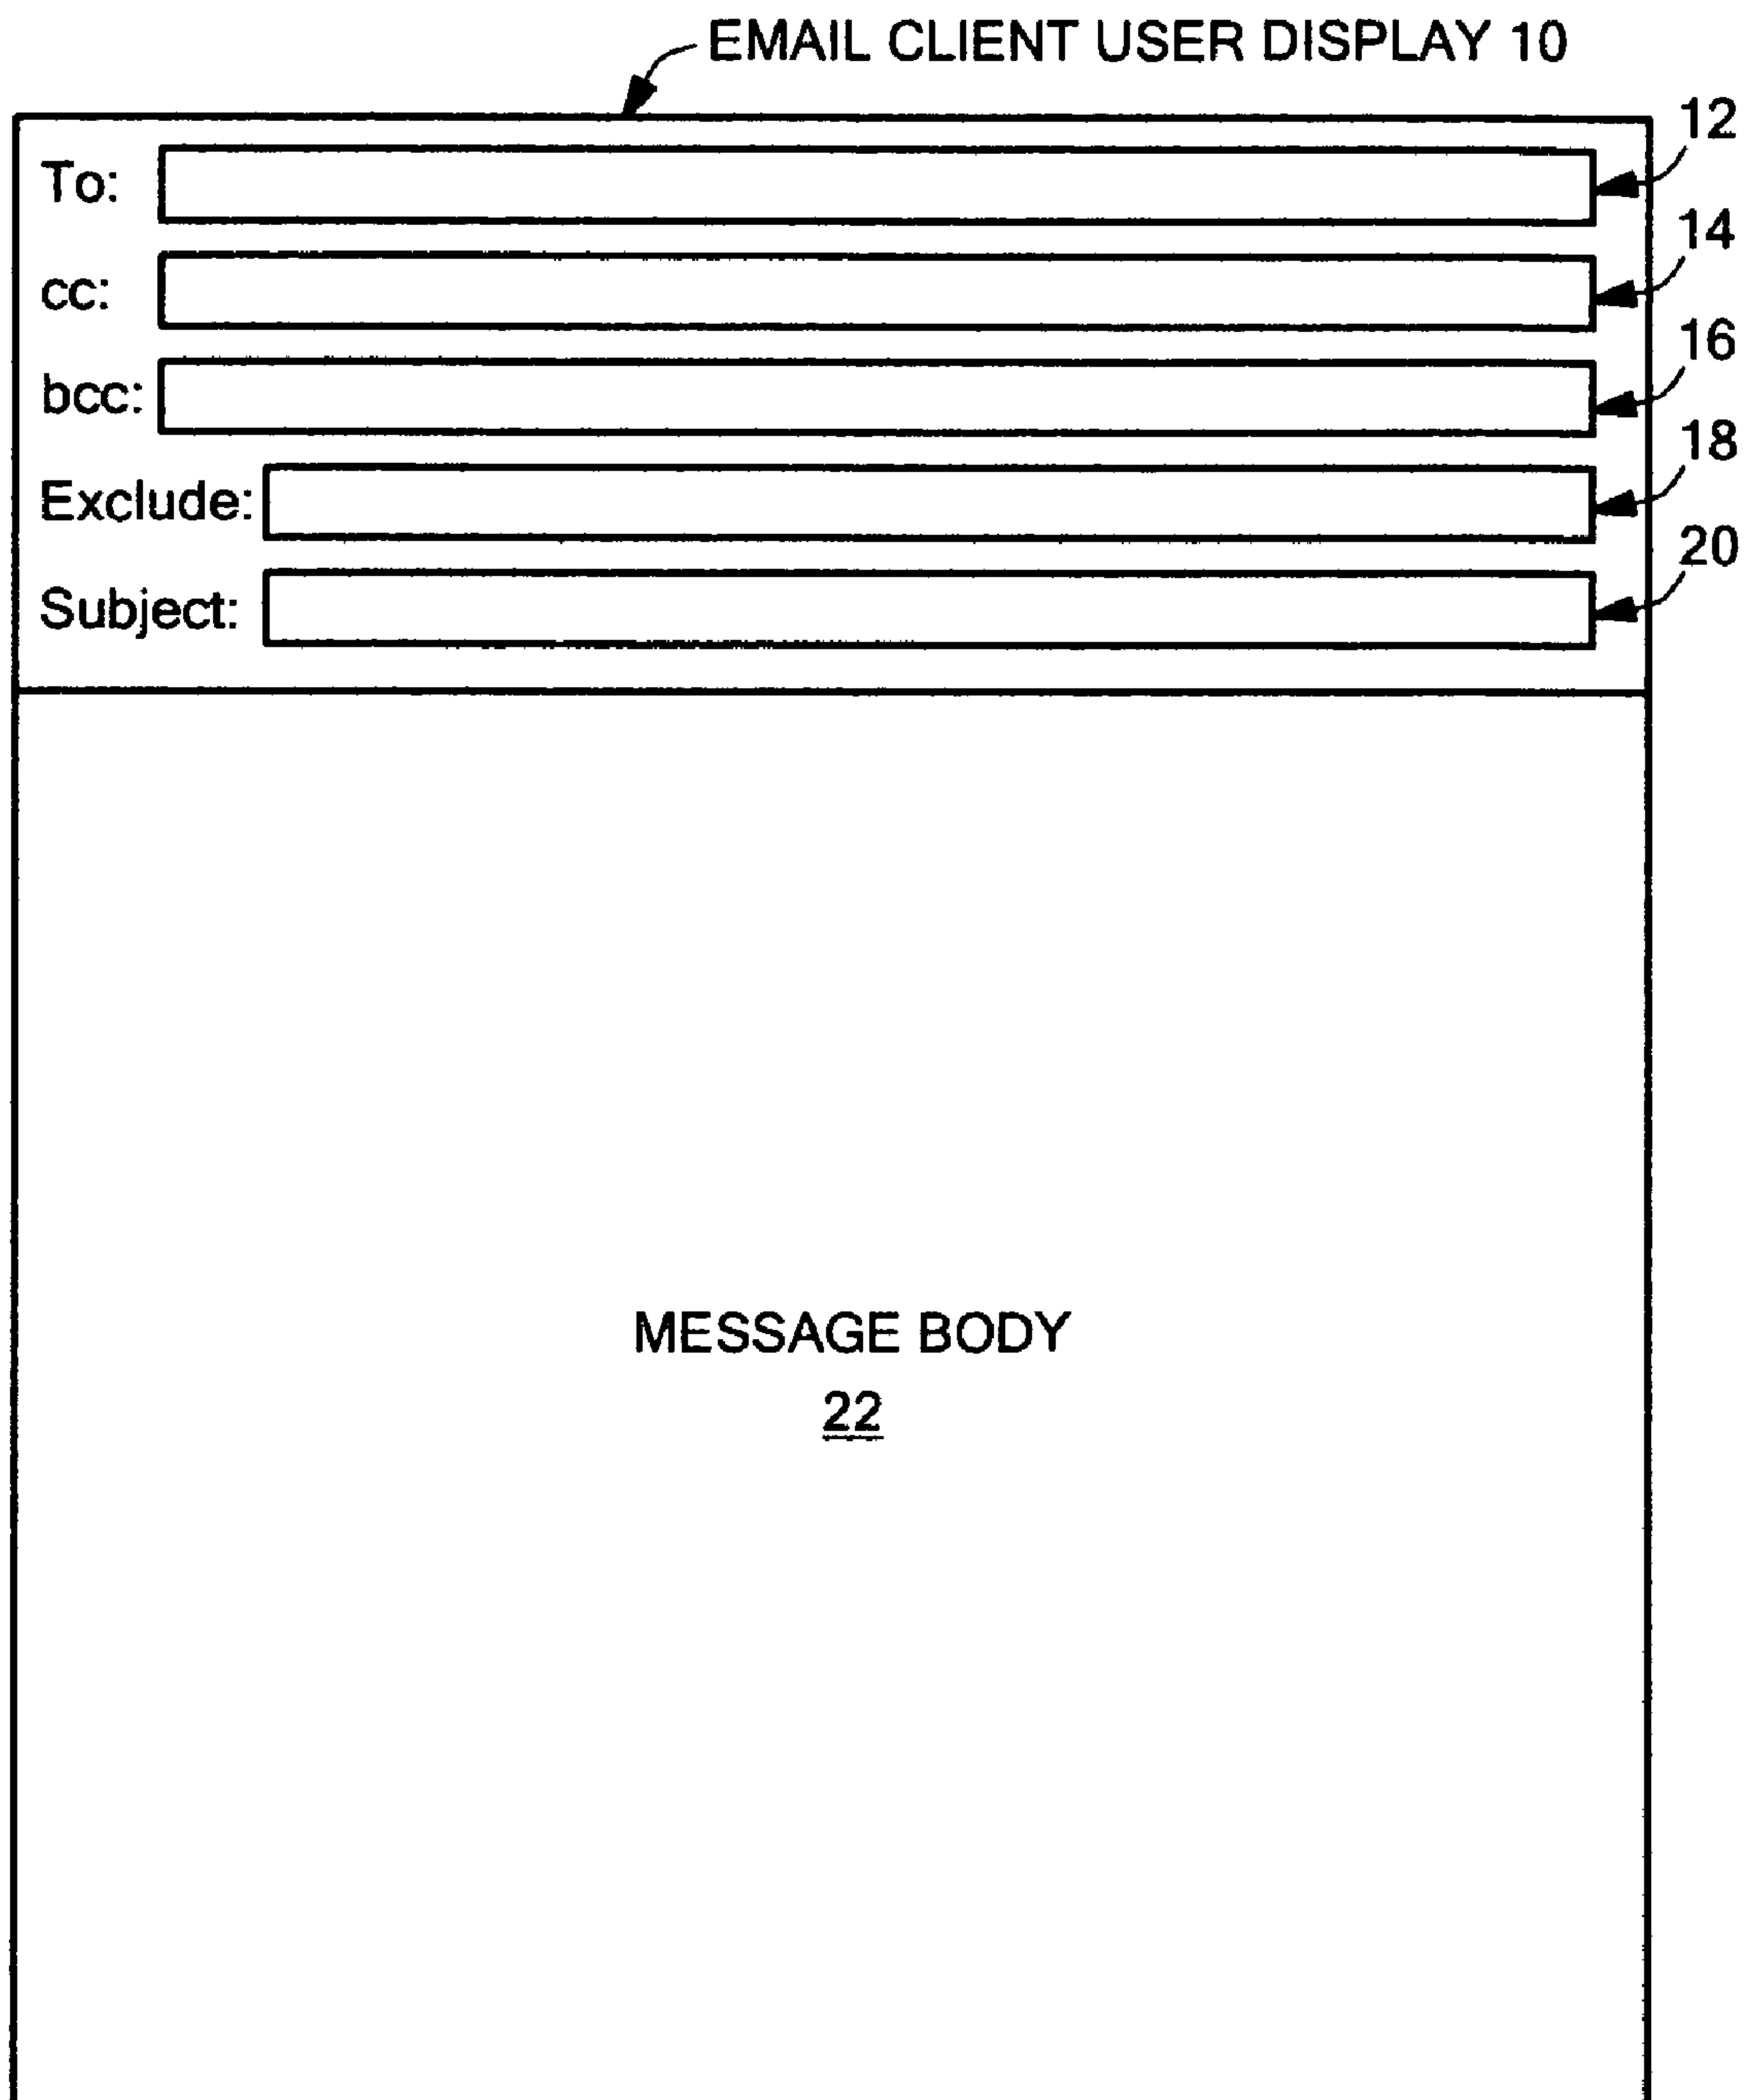 EMAIL CLIENT USER DISPLAY 10
To: 12
cc: 14
bcc: 16
Exclude: 18
Subject: 20
MESSAGE BODY
22